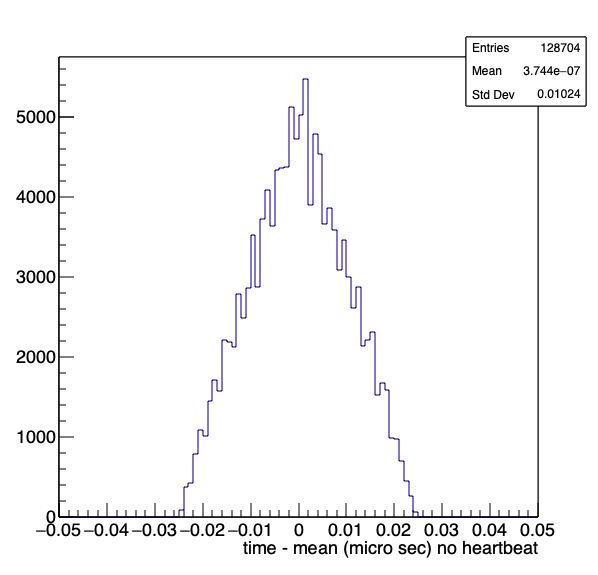 Entries 128704
Mean 3.744e−07
Std Dev 0.01024
5000
4000
3000
2000
1000
0
−0.05 −0.04 −0.03 −0.02 −0.01 0 0.01 0.02 0.03 0.04 0.05
time - mean (micro sec) no heartbeat